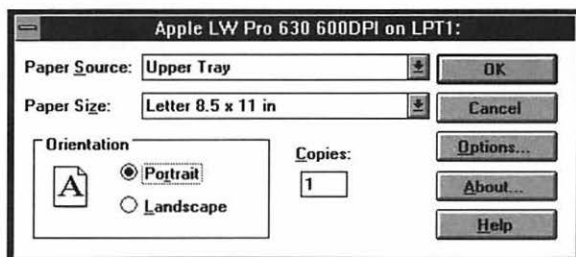 Apple LW Pro 630 600DPI on LPT1:
Paper Source: Upper Tray OK
Paper Size: Letter 8.5 x 11 in Cancel
Orientation
A
Portrait
Landscape
Copies:
1
Options...
About...
Help